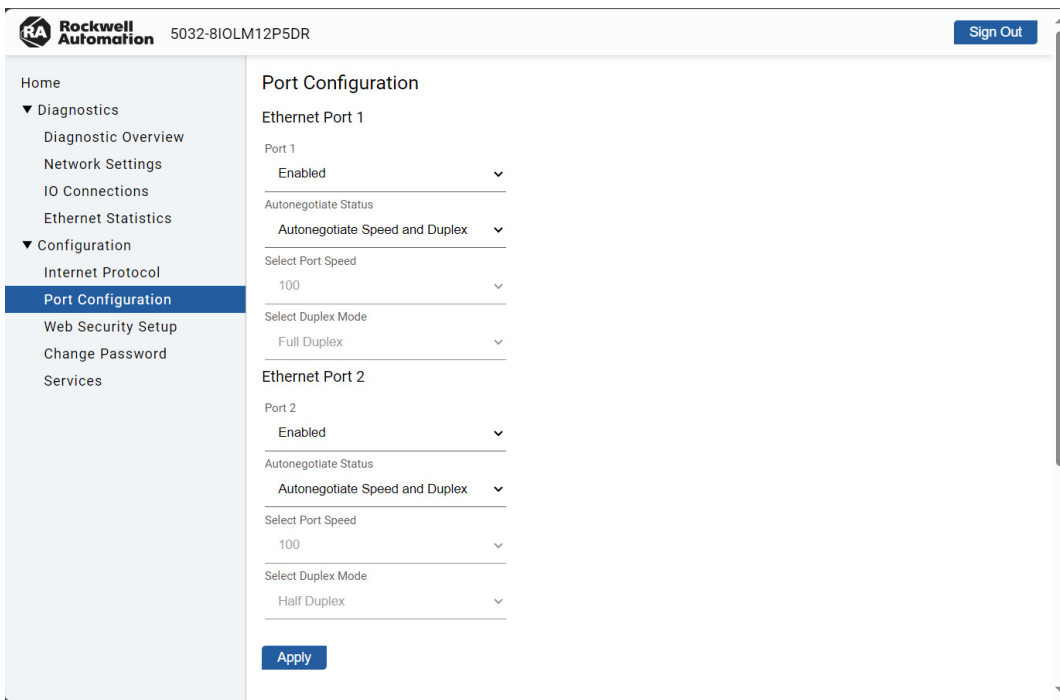 RA Rockwell Automation 5032-8IOLM12P5DR Sign Out
Home
▼ Diagnostics
Diagnostic Overview
Network Settings
IO Connections
Ethernet Statistics
▼ Configuration
Internet Protocol
Port Configuration
Web Security Setup
Change Password
Services
Port Configuration
Ethernet Port 1
Port 1
Enabled
Autonegotiate Status
Autonegotiate Speed and Duplex
Select Port Speed
100
Select Duplex Mode
Full Duplex
Ethernet Port 2
Port 2
Enabled
Autonegotiate Status
Autonegotiate Speed and Duplex
Select Port Speed
100
Select Duplex Mode
Half Duplex
Apply